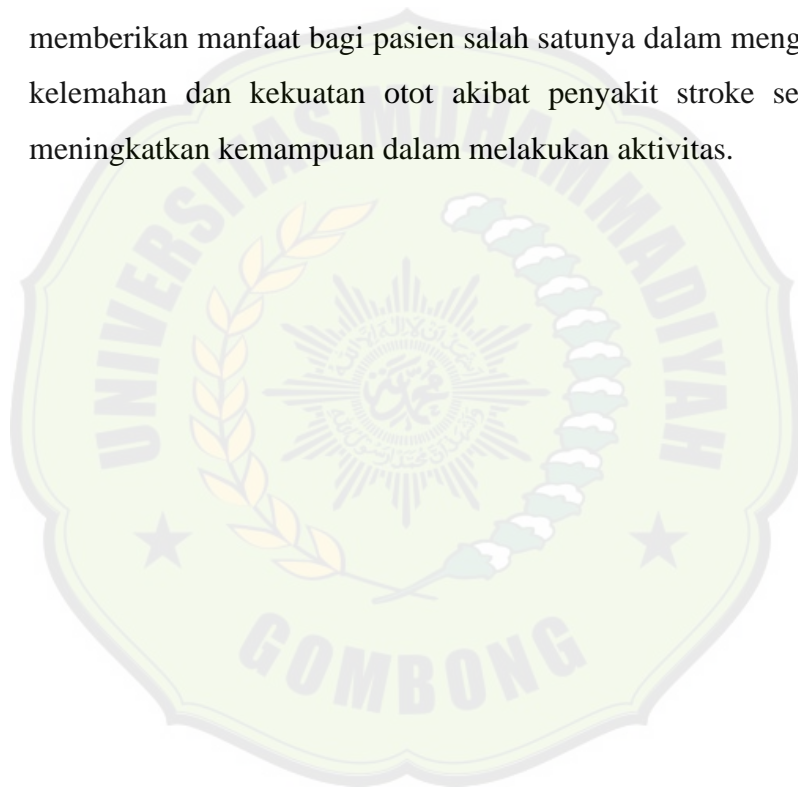 memberikan manfaat bagi pasien salah satunya dalam meng
kelemahan dan kekuatan otot akibat penyakit stroke se
meningkatkan kemampuan dalam melakukan aktivitas.
UNIVERSITAS MUHAMMADIYAH
GOMBONG